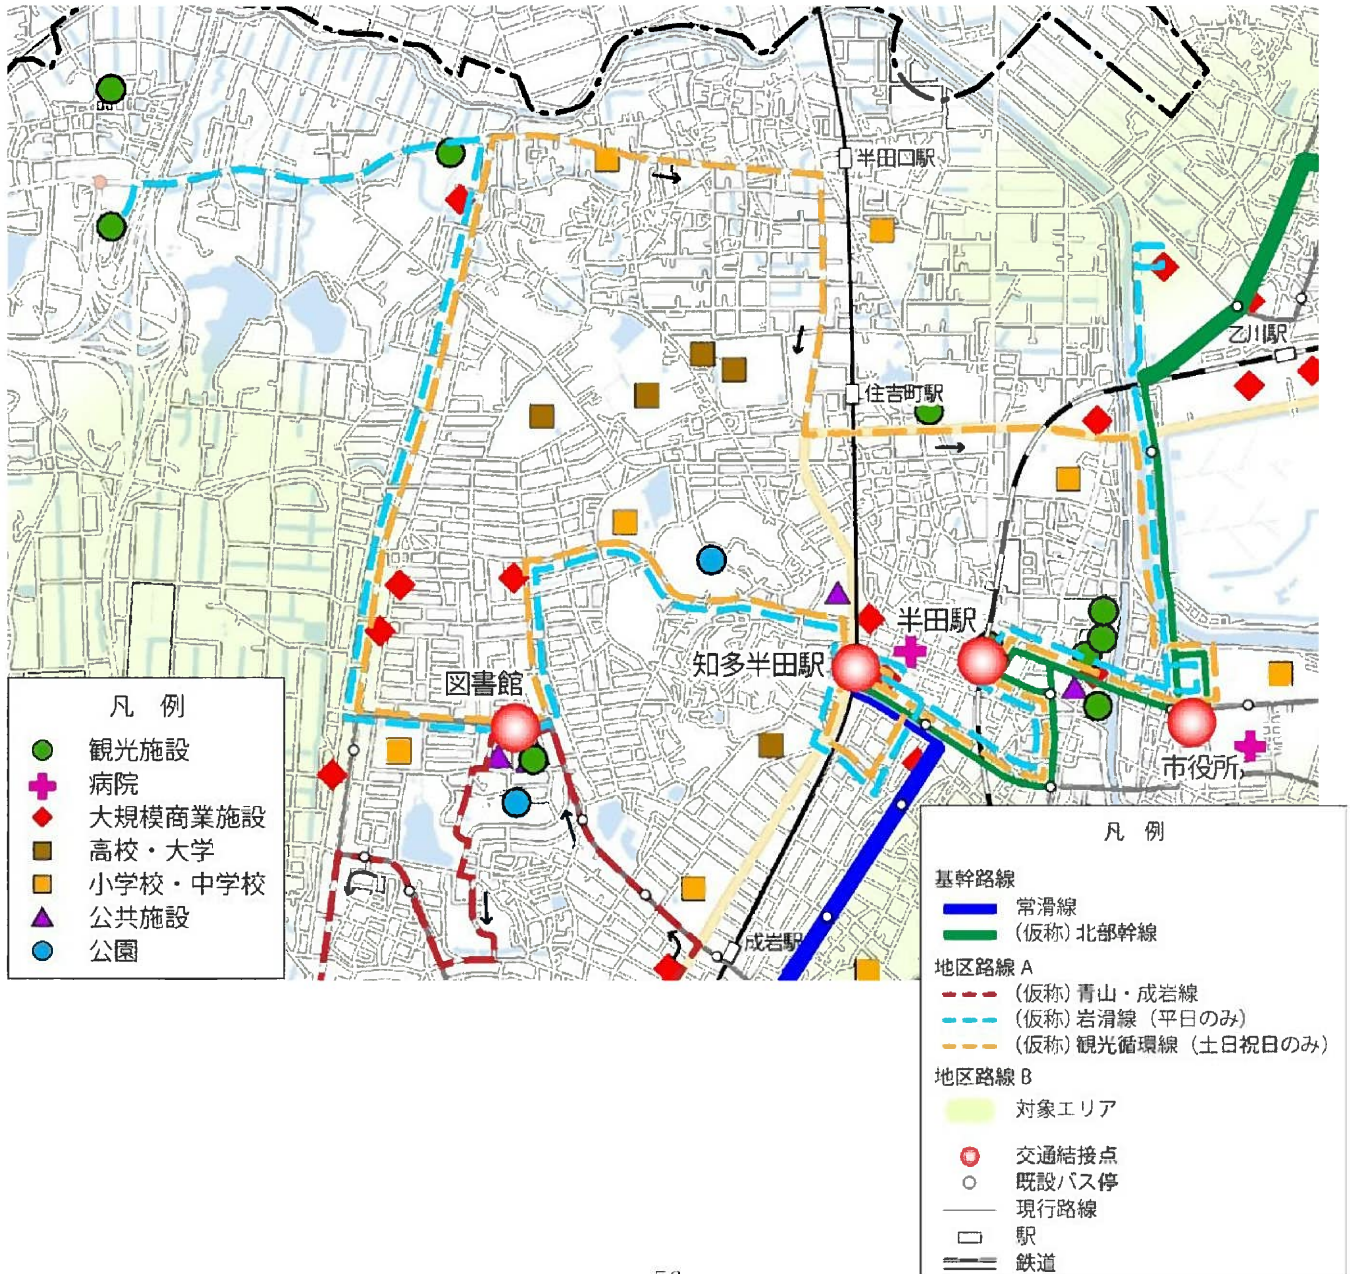 半田口駅
住吉町駅
乙川駅
半田駅
知多半田駅
図書館
市役所
成岩駅
凡 例
観光施設
病院
大規模商業施設
高校・大学
小学校・中学校
公共施設
公園
凡 例
基幹路線
常滑線
(仮称)北部幹線
地区路線 A
(仮称)青山・成岩線
(仮称)岩滑線（平日のみ）
(仮称)観光循環線（土日祝日のみ）
地区路線 B
対象エリア
交通結接点
既設バス停
現行路線
駅
鉄道